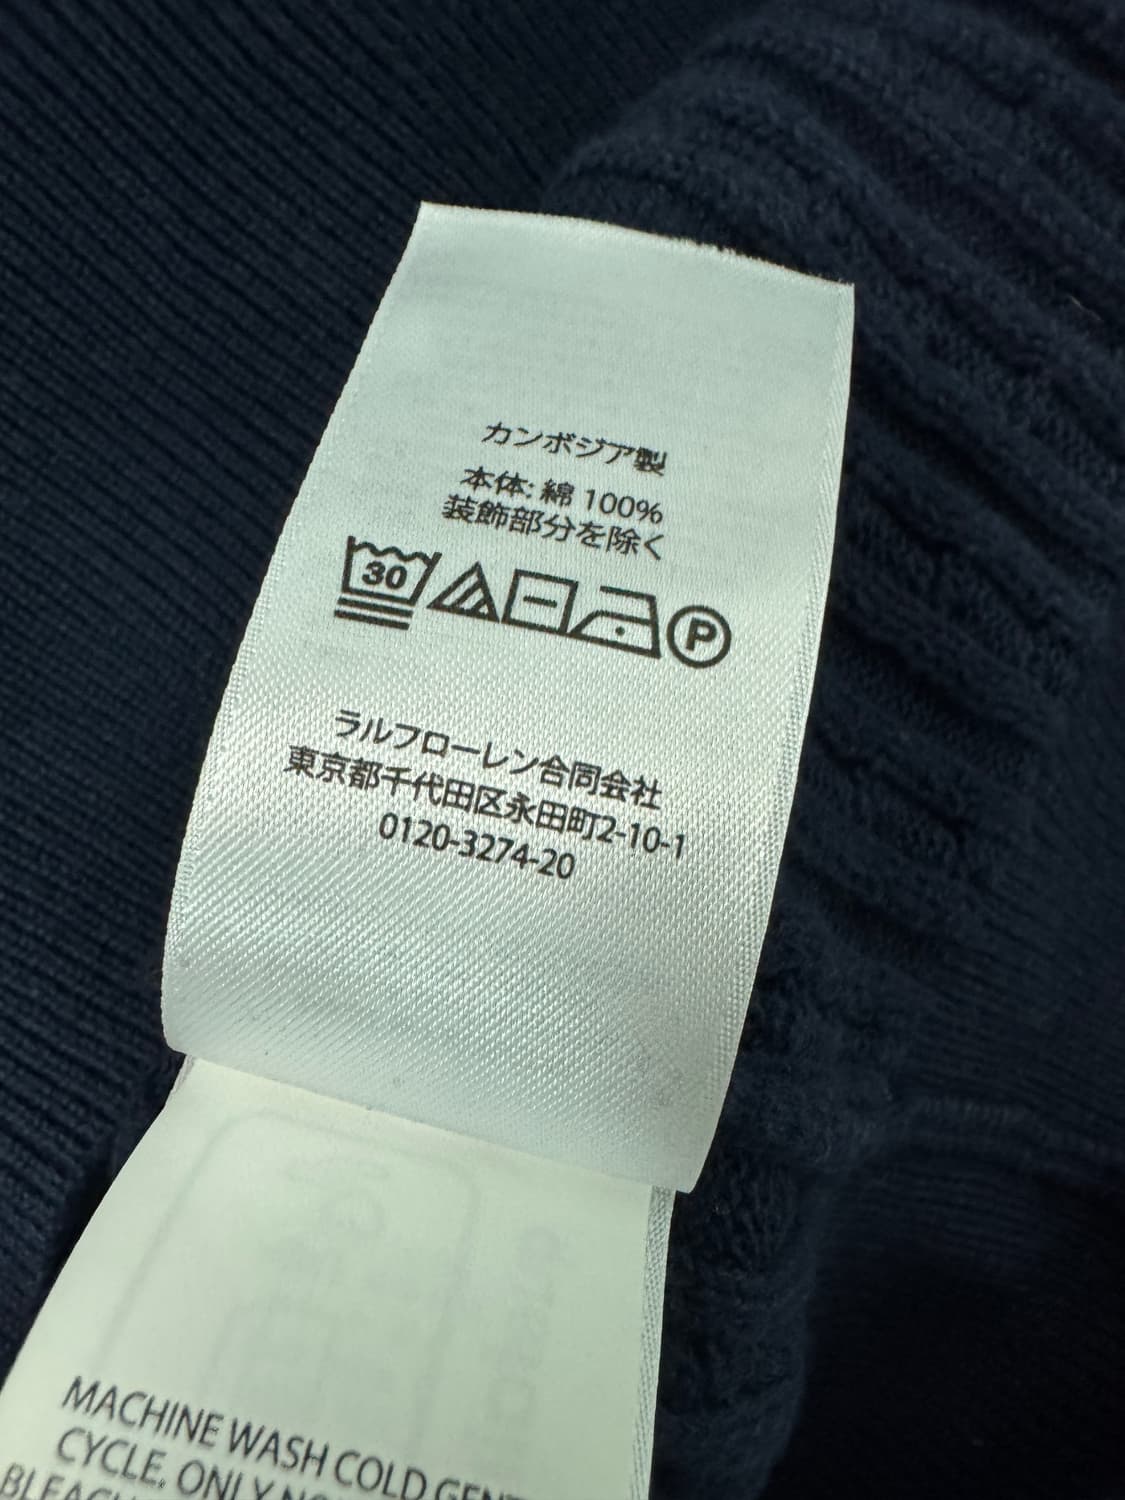 カンボジア製
本体: 綿 100%
装飾部分を除く
30
P
ラルフローレン合同会社
東京都千代田区永田町2-10-1
0120-3274-20
MACHINE WASH COLD
CYCLE. ONLY